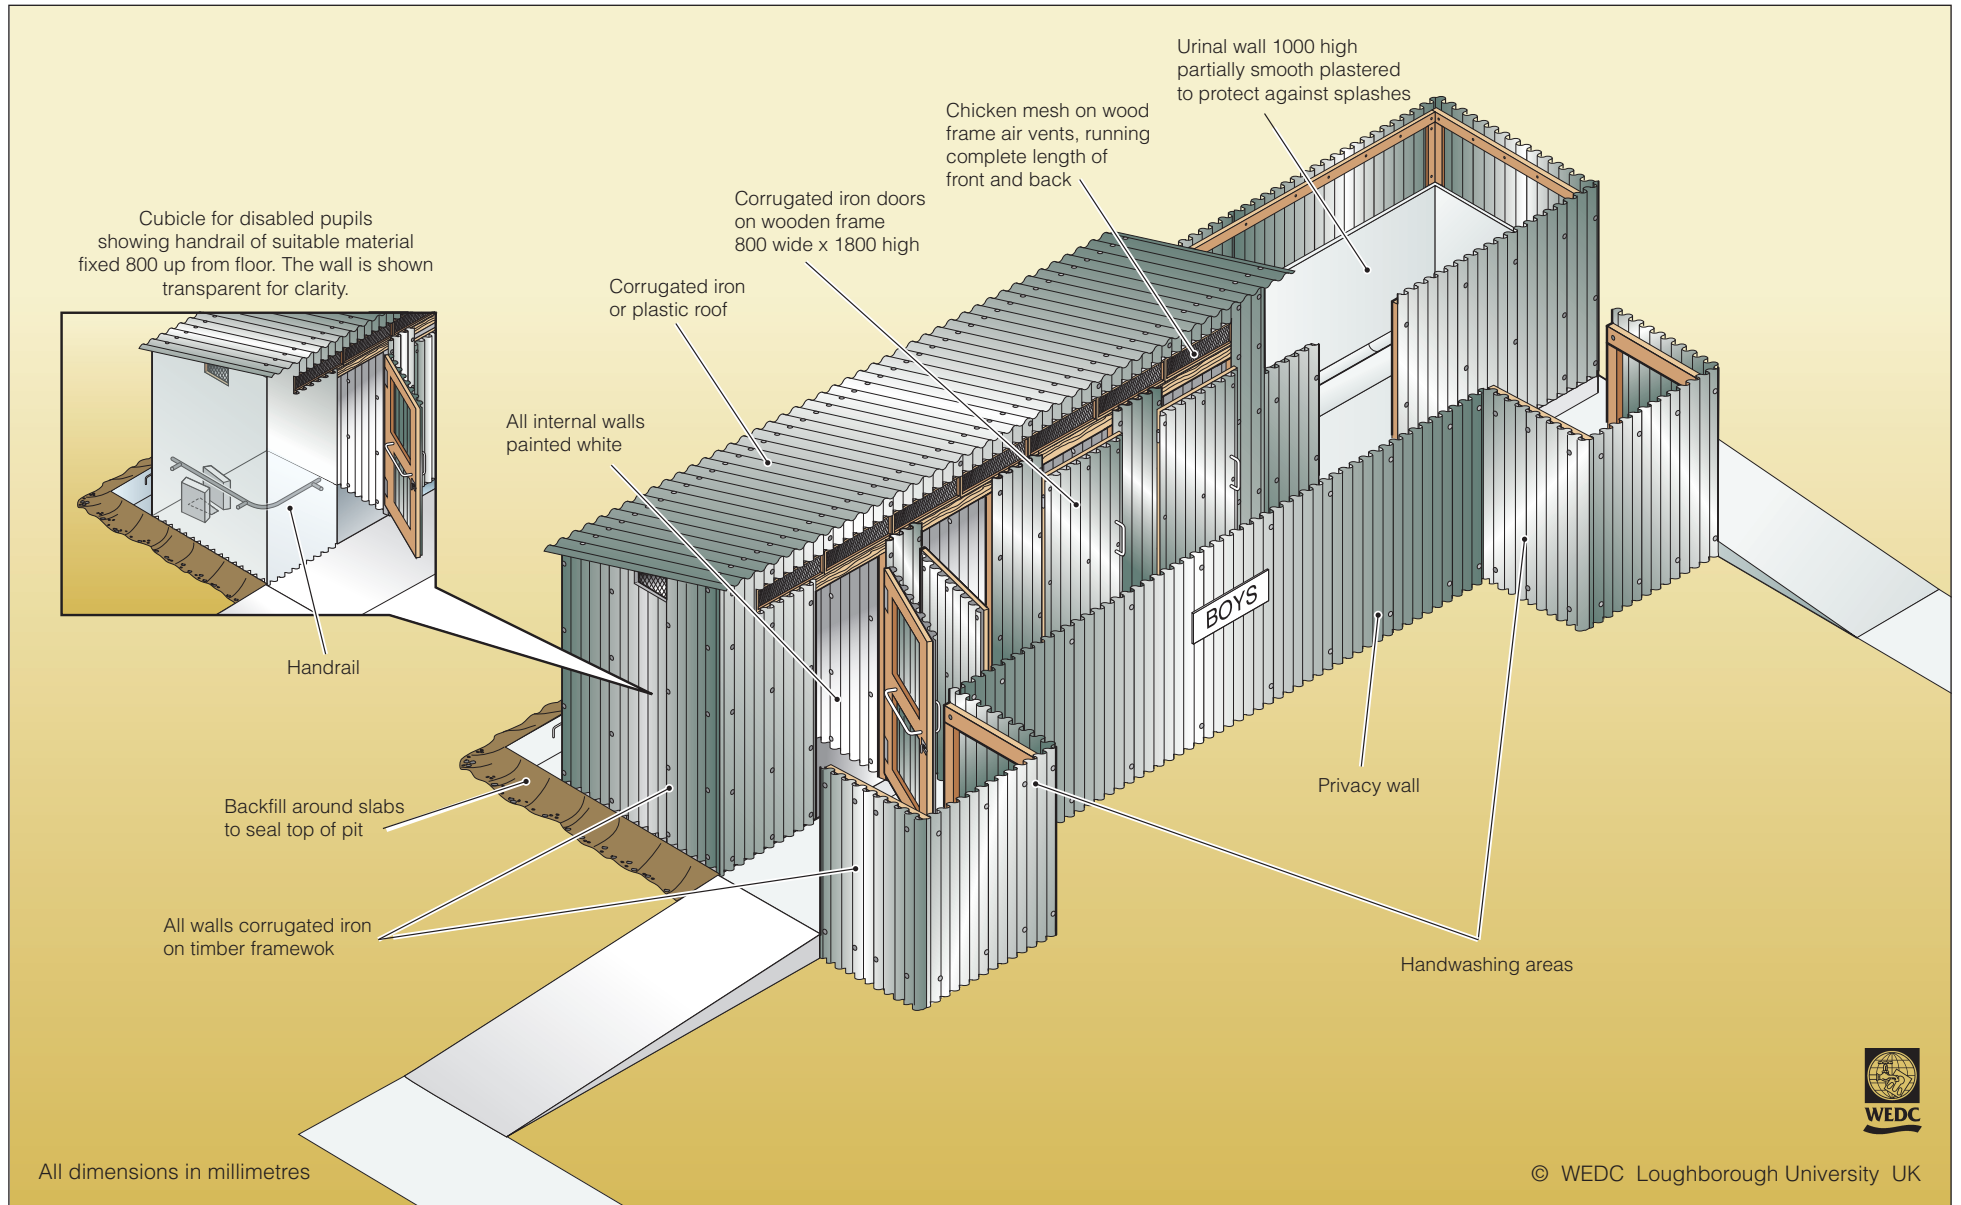 Urinal wall 1000 high
partially smooth plastered
to protect against splashes
Chicken mesh on wood
frame air vents, running
complete length of
front and back
Corrugated iron doors
on wooden frame
800 wide x 1800 high
Cubicle for disabled pupils
showing handrail of suitable material
fixed 800 up from floor. The wall is shown
transparent for clarity.
Corrugated iron
or plastic roof
All internal walls
painted white
BOYS
Handrail
Privacy wall
Backfill around slabs
to seal top of pit
All walls corrugated iron
on timber framewok
Handwashing areas
WEDC
All dimensions in millimetres
© WEDC Loughborough University UK